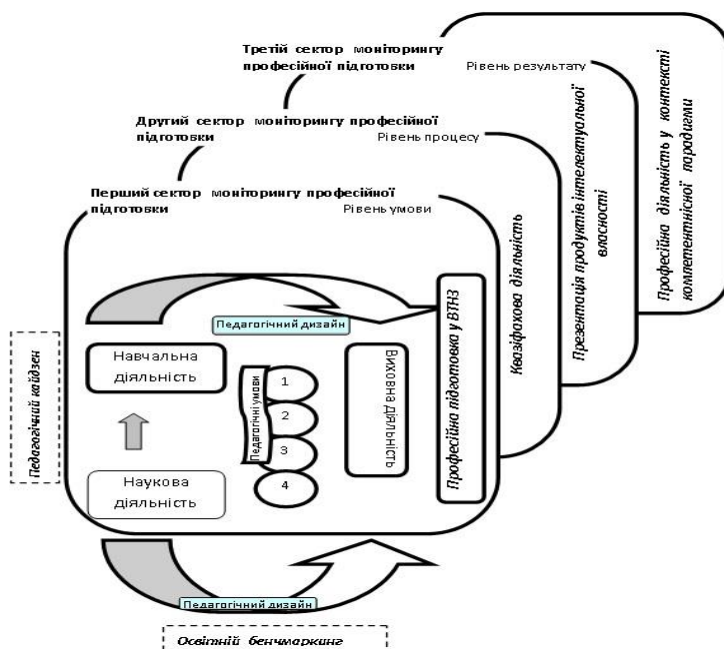 Третій сектор моніторингу
професійної підготовки Рівень результату
Другий сектор моніторингу професійної
підготовки Рівень процесу
Перший сектор моніторингу професійної
підготовки Рівень умови
Педагогічний дизайн
Навчальна
діяльність
Наукова
діяльність
Педагогічні умови
1
2
3
4
Виховна діяльність
Професійна підготовка у ВТНЗ
Квазіфахова діяльність
Презентація продуктів інтелектуальної
власності
Професійна діяльність у контексті
компетентнісної парадигми
Педагогічний кайдзен
Педагогічний дизайн
Освітній бенчмаркинг